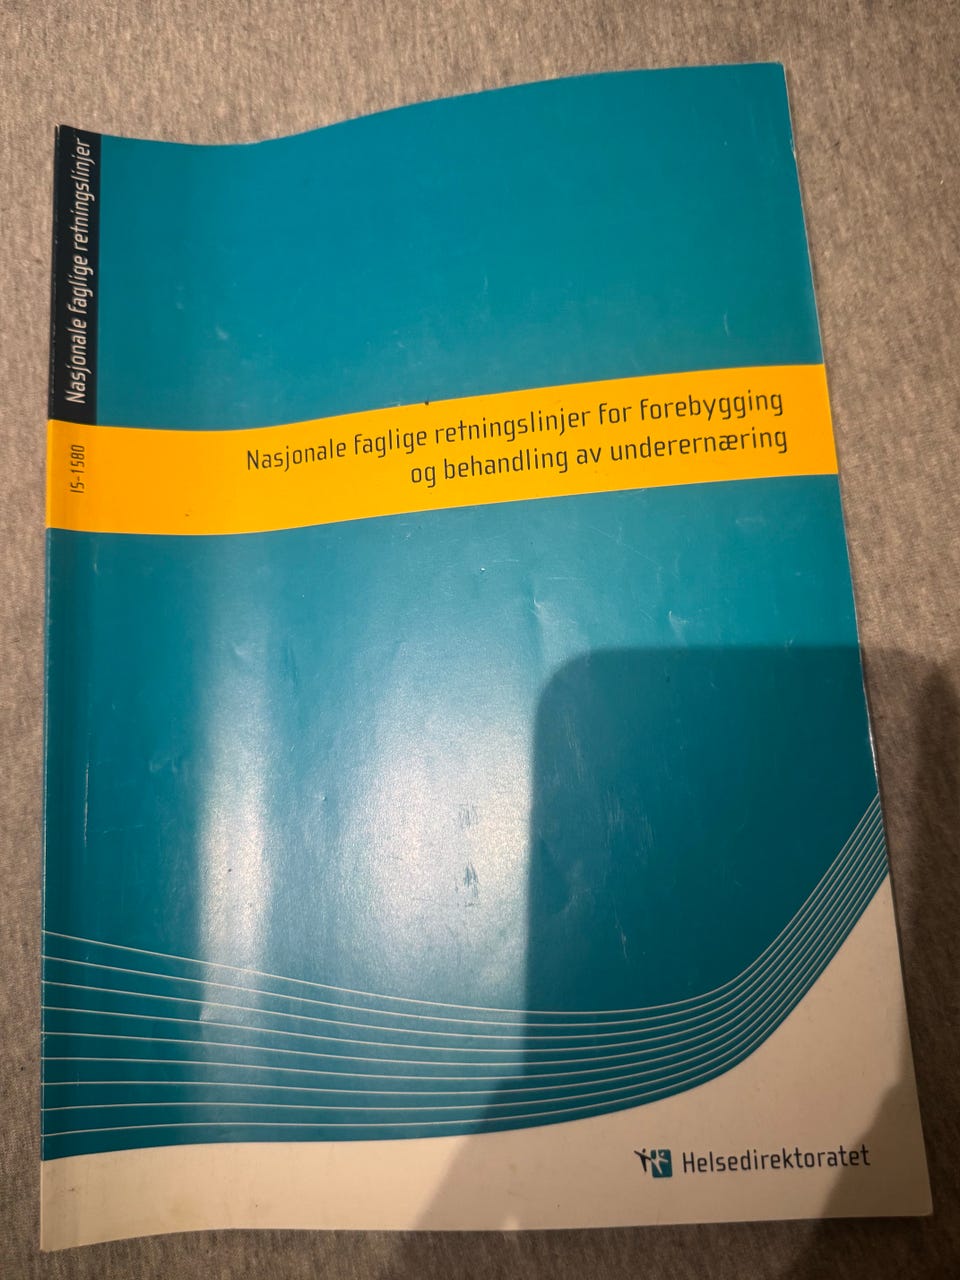 Nasjonale faglige retningslinjer
IS-1580
Nasjonale faglige retningslinjer for forebygging
og behandling av underernæring
Helsedirektoratet